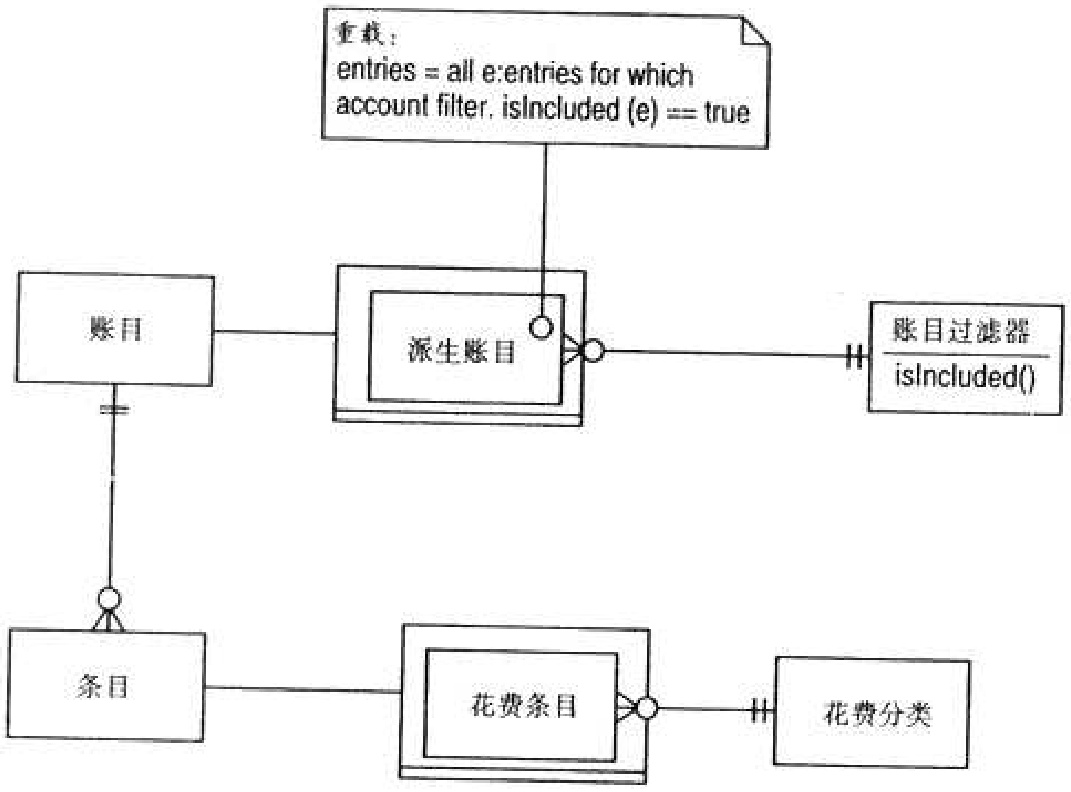 重载：
entries = all e:entries for which
account filter. isIncluded (e) == true
账目
派生账目
账目过滤器
isIncluded()
条目
花费条目
花费分类